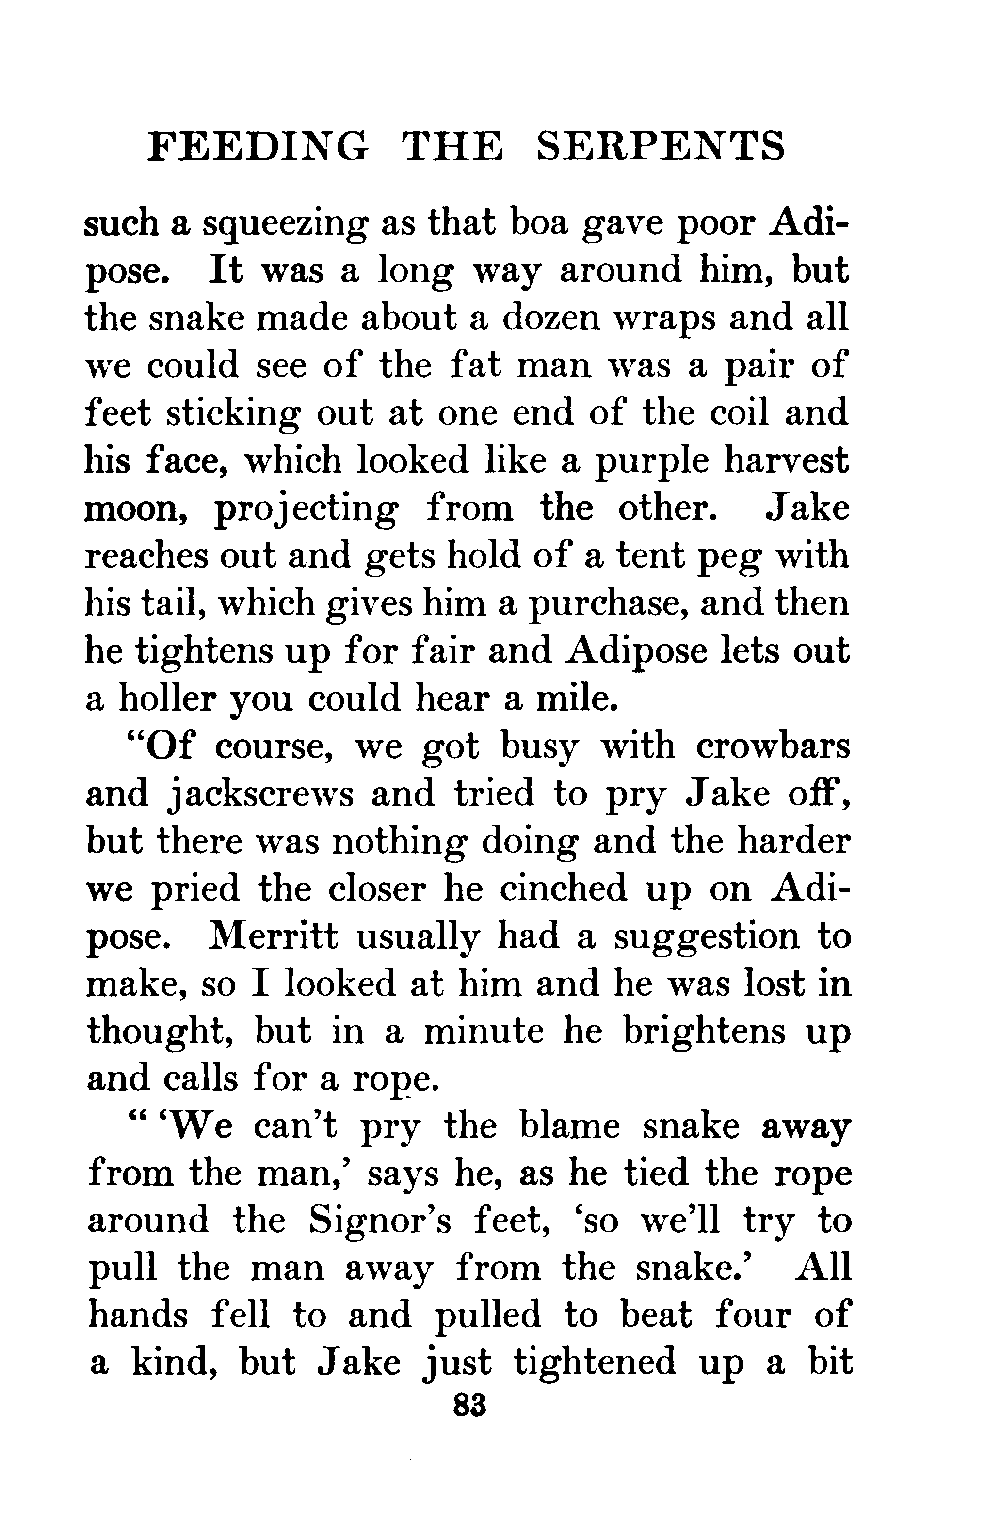 FEEDING THE SERPENTS
such a squeezing as that boa gave poor Adi-
pose. It was a long way around him, but
the snake made about a dozen wraps and all
we could see of the fat man was a pair of
feet sticking out at one end of the coil and
his face, which looked like a purple harvest
moon, projecting from the other. Jake
reaches out and gets hold of a tent peg with
his tail, which gives him a purchase, and then
he tightens up for fair and Adipose lets out
a holler you could hear a mile.
“Of course, we got busy with crowbars
and jackscrews and tried to pry Jake off,
but there was nothing doing and the harder
we pried the closer he cinched up on Adi-
pose. Merritt usually had a suggestion to
make, so I looked at him and he was lost in
thought, but in a minute he brightens up
and calls for a rope.
“ ‘We can’t pry the blame snake away
from the man,’ says he, as he tied the rope
around the Signor’s feet, ‘so we’ll try to
pull the man away from the snake.’ All
hands fell to and pulled to beat four of
a kind, but Jake just tightened up a bit
83